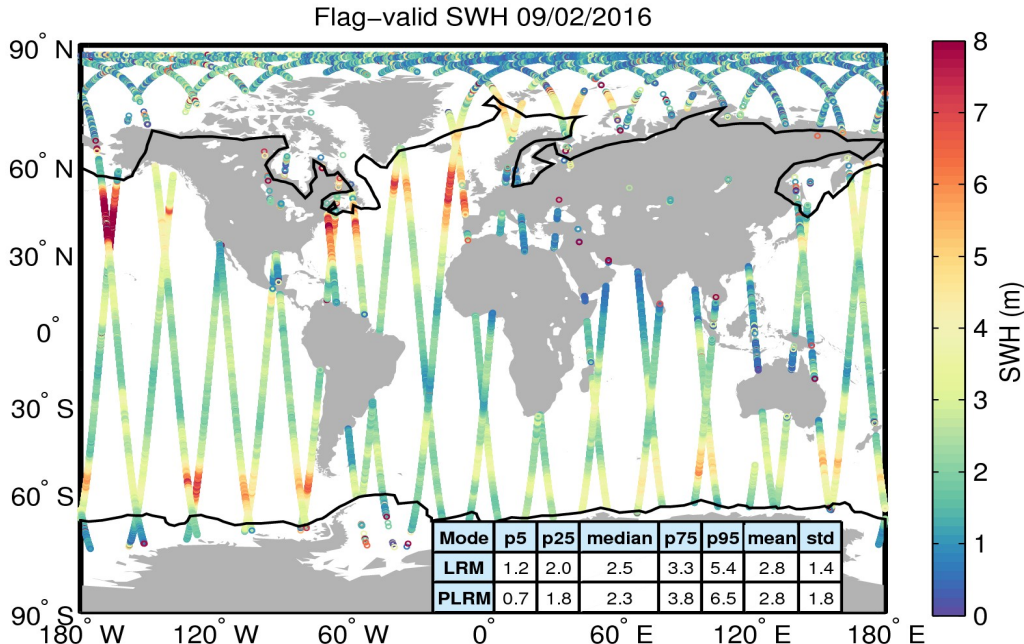 Flag−valid SWH 09/02/2016
90° N
60° N
30° N
0°
30° S
60° S
90° S
180° W
120° W
60° W
0°
60° E
120° E
180° E
Mode p5 p25 median p75 p95 mean std
LRM 1.2 2.0 2.5 3.3 5.4 2.8 1.4
PLRM 0.7 1.8 2.3 3.8 6.5 2.8 1.8
8
7
6
5
4
3
2
1
0
SWH (m)